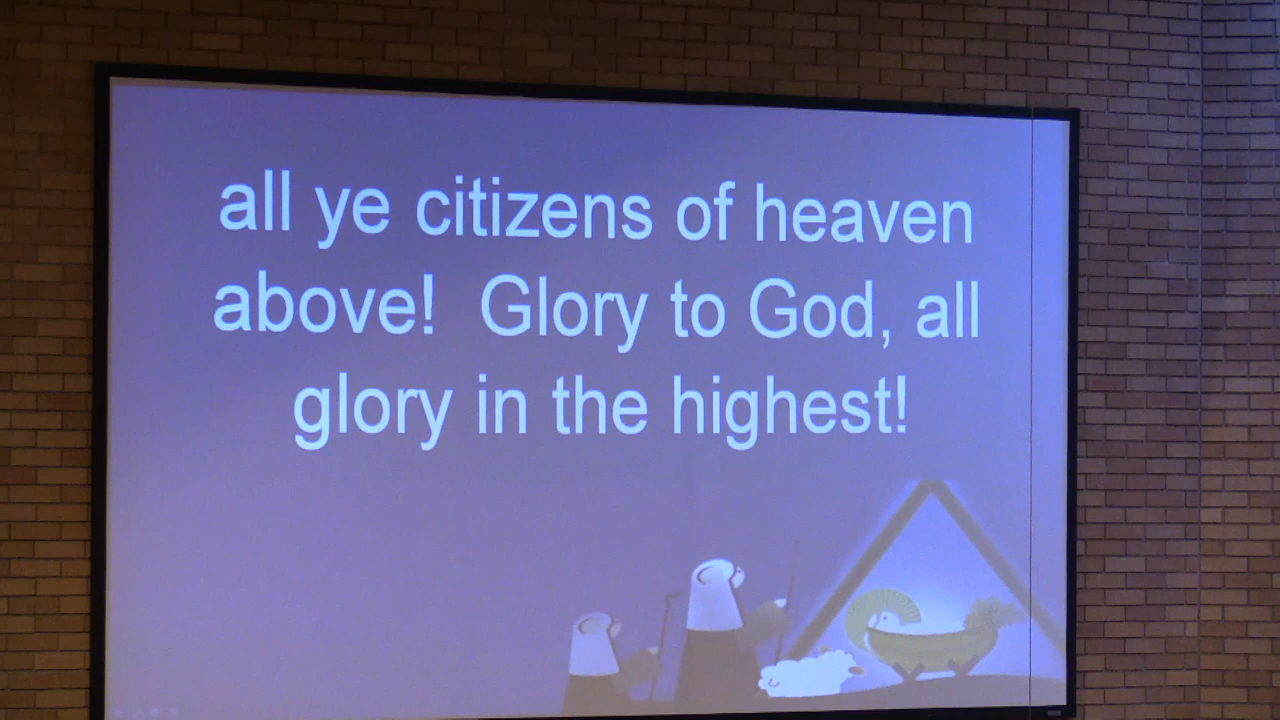 all ye citizens of heaven
above!  Glory to God, all
glory in the highest!